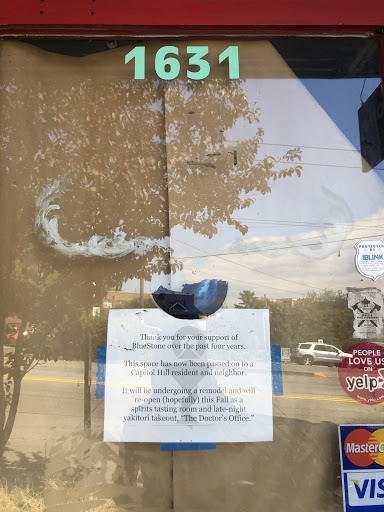 1631
PROTECTED
BY
BLINK
Thank you for your support of
BlueStone over the past four years.
This space has now been passed on to a
Capitol Hill talent and neighbor.
It will be undergoing a remodel and will
re-open (hopefully) this Fall as a
spirits tasting room and late-night
yakitori takeout, "The Doctor's Office."
PEOPLE
LOVE US
ON
yelp
MasterC
VIS